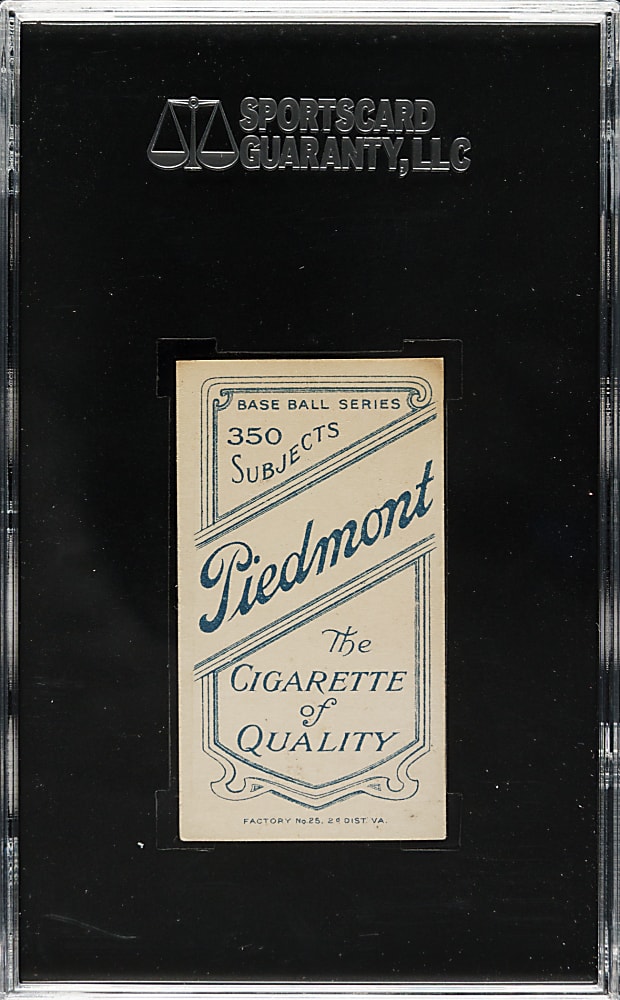 SPORTSCARD
GUARANTY, LLC
BASE BALL SERIES
350
SUBJECTS
Piedmont
The
CIGARETTE
of
QUALITY
FACTORY No. 25, 2d DIST. VA.